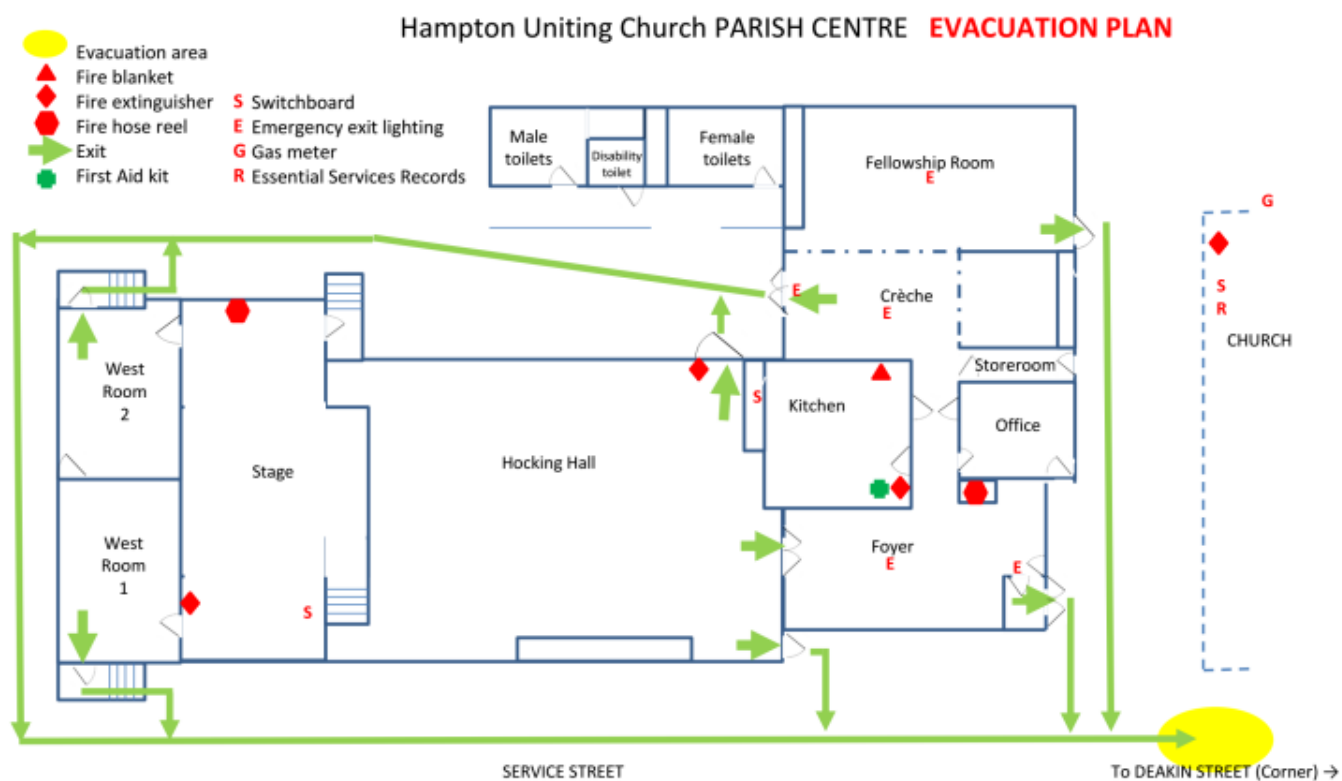 Hampton Uniting Church PARISH CENTRE EVACUATION PLAN
Evacuation area
Fire blanket
Fire extinguisher
Fire hose reel
Exit
First Aid kit
S Switchboard
E Emergency exit lighting
G Gas meter
R Essential Services Records
Male
toilets
Disability
toilet
Female
toilets
Fellowship Room
E
G
E
Crèche
E
S
R
CHURCH
West
Room
2
Storeroom
S
Kitchen
Office
Stage
Hocking Hall
West
Room
1
Foyer
E
E
S
SERVICE STREET
To DEAKIN STREET (Corner) →